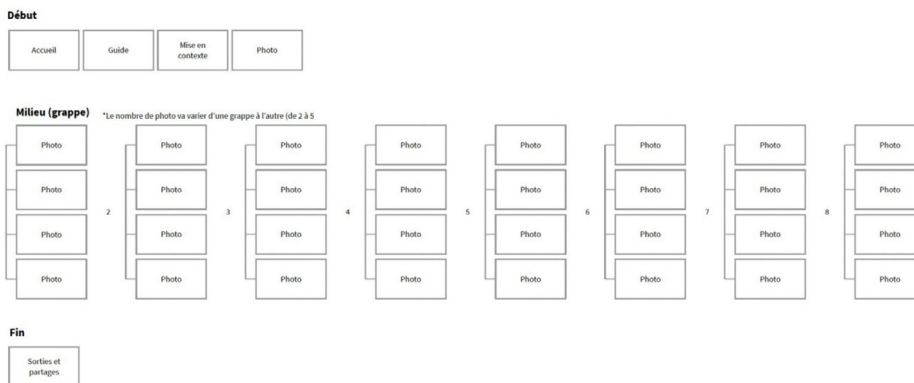 Début
Accueil
Guide
Mise en
contexte
Photo
Milieu (grappe)
*Le nombre de photo va varier d'une grappe à l'autre (de 2 à 5
Photo
Photo
Photo
Photo
2
Photo
Photo
Photo
Photo
3
Photo
Photo
Photo
Photo
4
Photo
Photo
Photo
Photo
5
Photo
Photo
Photo
Photo
6
Photo
Photo
Photo
Photo
7
Photo
Photo
Photo
Photo
8
Photo
Photo
Photo
Photo
Fin
Sorties et
partages